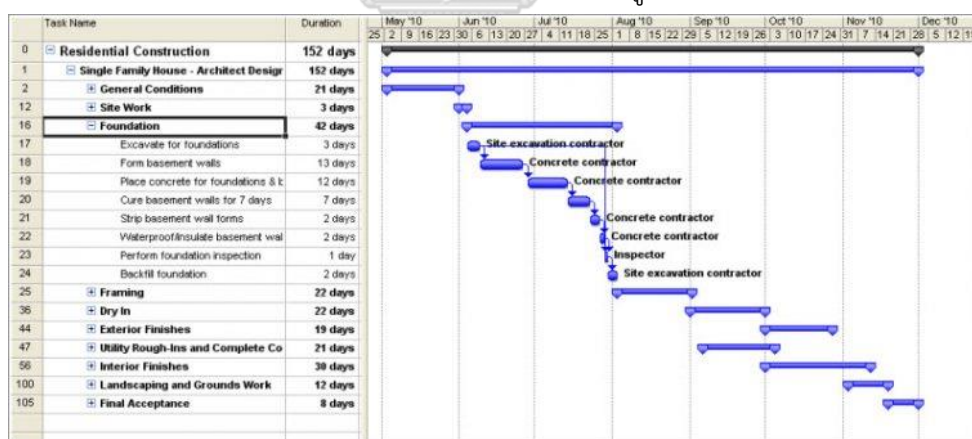 Task Name Duration May '10 Jun '10 Jul '10 Aug '10 Sep '10 Oct '10 Nov '10 Dec '10
25 2 9 16 23 30 6 13 20 27 4 11 18 25 1 8 15 22 29 5 12 19 26 3 10 17 24 31 7 14 21 28 5 12
0 Residential Construction 152 days
1 Single Family House - Architect Design 152 days
2 General Conditions 21 days
12 Site Work 3 days
16 Foundation 42 days
17 Excavate for foundations 3 days Site excavation contractor
18 Form basement walls 13 days Concrete contractor
19 Place concrete for foundations & b 12 days Concrete contractor
20 Cure basement walls for 7 days 7 days
21 Strip basement wall forms 2 days Concrete contractor
22 Waterproof/insulate basement wal 2 days Concrete contractor
23 Perform foundation inspection 1 day Inspector
24 Backfill foundation 2 days Site excavation contractor
25 Framing 22 days
36 Dry In 22 days
44 Exterior Finishes 19 days
47 Utility Rough-Ins and Complete Co 21 days
56 Interior Finishes 30 days
100 Landscaping and Grounds Work 12 days
105 Final Acceptance 8 days